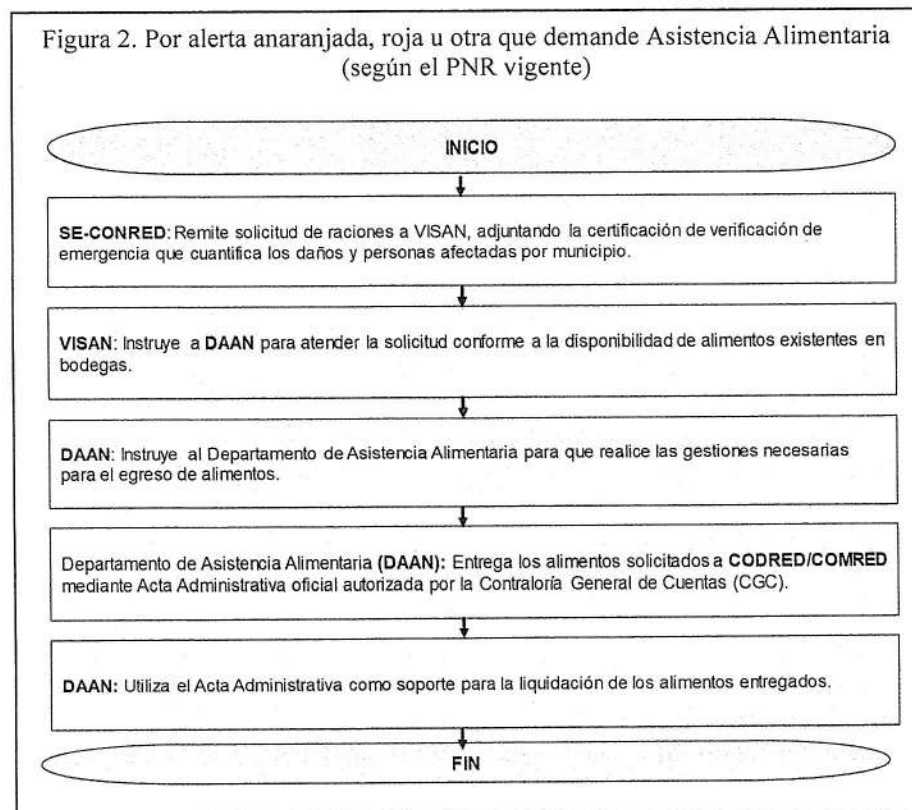 Figura 2. Por alerta anaranjada, roja u otra que demande Asistencia Alimentaria
(según el PNR vigente)
INICIO
SE-CONRED: Remite solicitud de raciones a VISAN, adjuntando la certificación de verificación de
emergencia que cuantifica los daños y personas afectadas por municipio.
VISAN: Instruye a DAAN para atender la solicitud conforme a la disponibilidad de alimentos existentes en
bodegas.
DAAN: Instruye al Departamento de Asistencia Alimentaria para que realice las gestiones necesarias
para el egreso de alimentos.
Departamento de Asistencia Alimentaria (DAAN): Entrega los alimentos solicitados a CODRED/COMRED
mediante Acta Administrativa oficial autorizada por la Contraloría General de Cuentas (CGC).
DAAN: Utiliza el Acta Administrativa como soporte para la liquidación de los alimentos entregados.
FIN